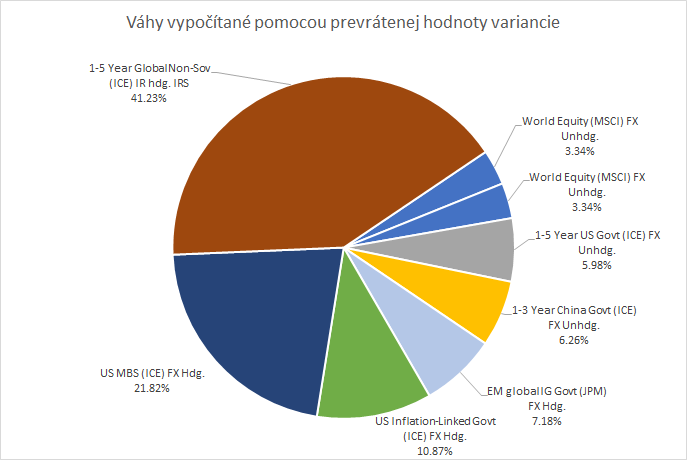 Váhy vypočítané pomocou prevrátenej hodnoty variancie
1-5 Year Global Non-Sov
(ICE) IR hdg. IRS
41.23%
World Equity (MSCI) FX
Unhdg.
3.34%
World Equity (MSCI) FX
Unhdg.
3.34%
1-5 Year US Govt (ICE) FX
Unhdg.
5.98%
1-3 Year China Govt (ICE)
FX Unhdg.
6.26%
EM global IG Govt (JPM)
FX Hdg.
7.18%
US Inflation-Linked Govt
(ICE) FX Hdg.
10.87%
US MBS (ICE) FX Hdg.
21.82%